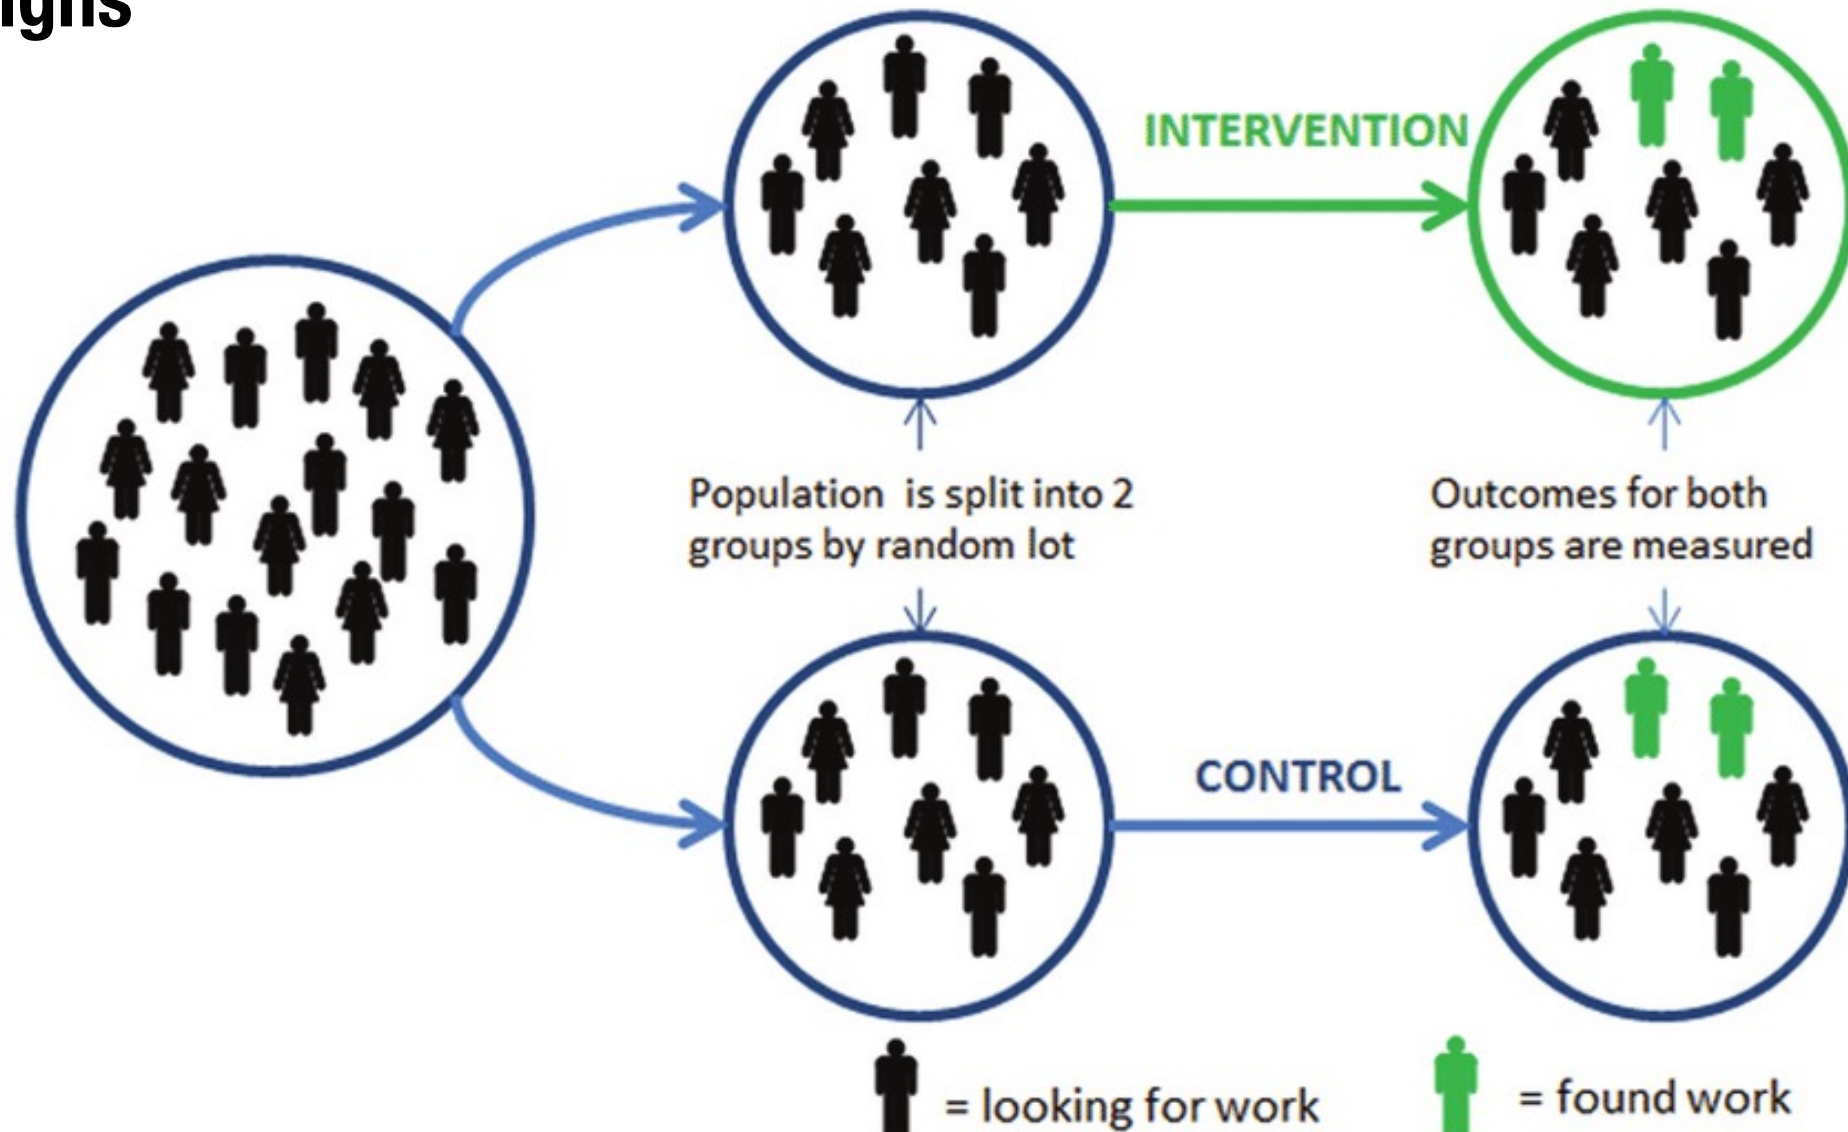 INTERVENTION
Population is split into 2
groups by random lot
Outcomes for both
groups are measured
CONTROL
= looking for work
= found work